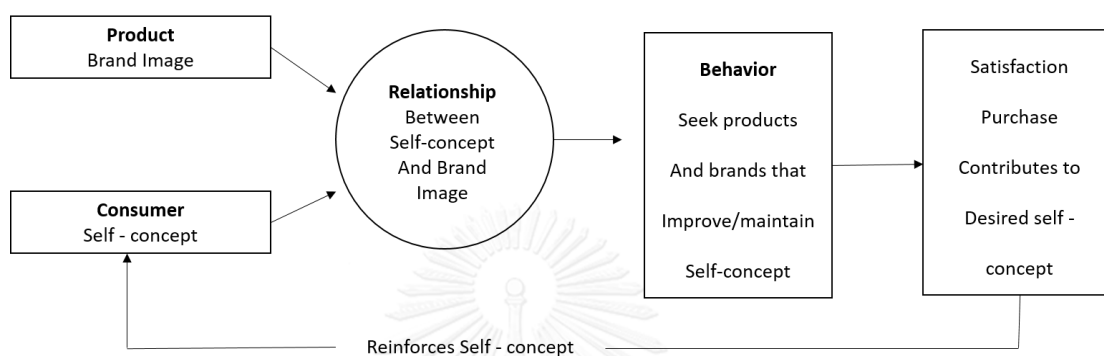 Product
Brand Image
Consumer
Self - concept
Relationship
Between
Self-concept
And Brand
Image
Behavior
Seek products
And brands that
Improve/maintain
Self-concept
Satisfaction
Purchase
Contributes to
Desired self -
concept
Reinforces Self - concept